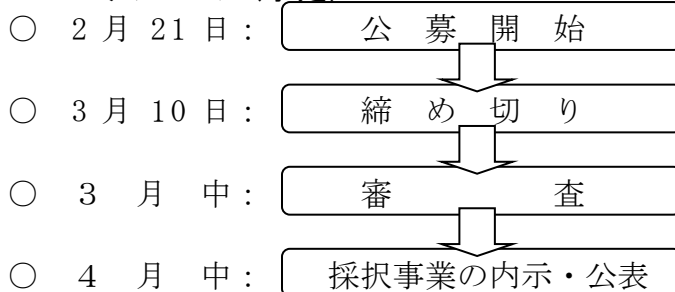 ○ 2月21日: 公募開始
○ 3月10日: 締め切り
○ 3月中: 審査
○ 4月中: 採択事業の内示・公表